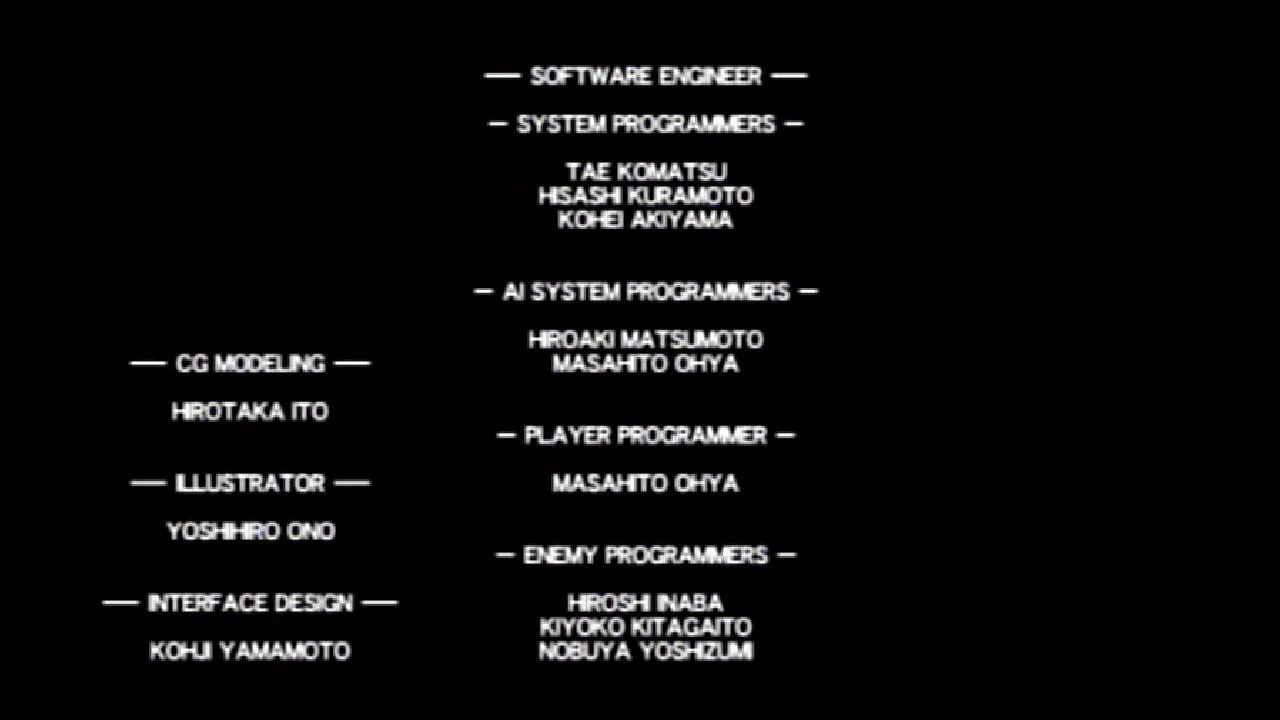 — CG MODELING —
HIROTAKA ITO
— ILLUSTRATOR —
YOSHIHIRO ONO
— INTERFACE DESIGN —
KOHJI YAMAMOTO
— SOFTWARE ENGINEER —
– SYSTEM PROGRAMMERS –
TAE KOMATSU
HISASHI KURAMOTO
KOHEI AKIYAMA
– AI SYSTEM PROGRAMMERS –
HIROAKI MATSUMOTO
MASAHITO OHYA
– PLAYER PROGRAMMER –
MASAHITO OHYA
– ENEMY PROGRAMMERS –
HIROSHI INABA
KIYOKO KITAGAITO
NOBUYA YOSHIZUMI